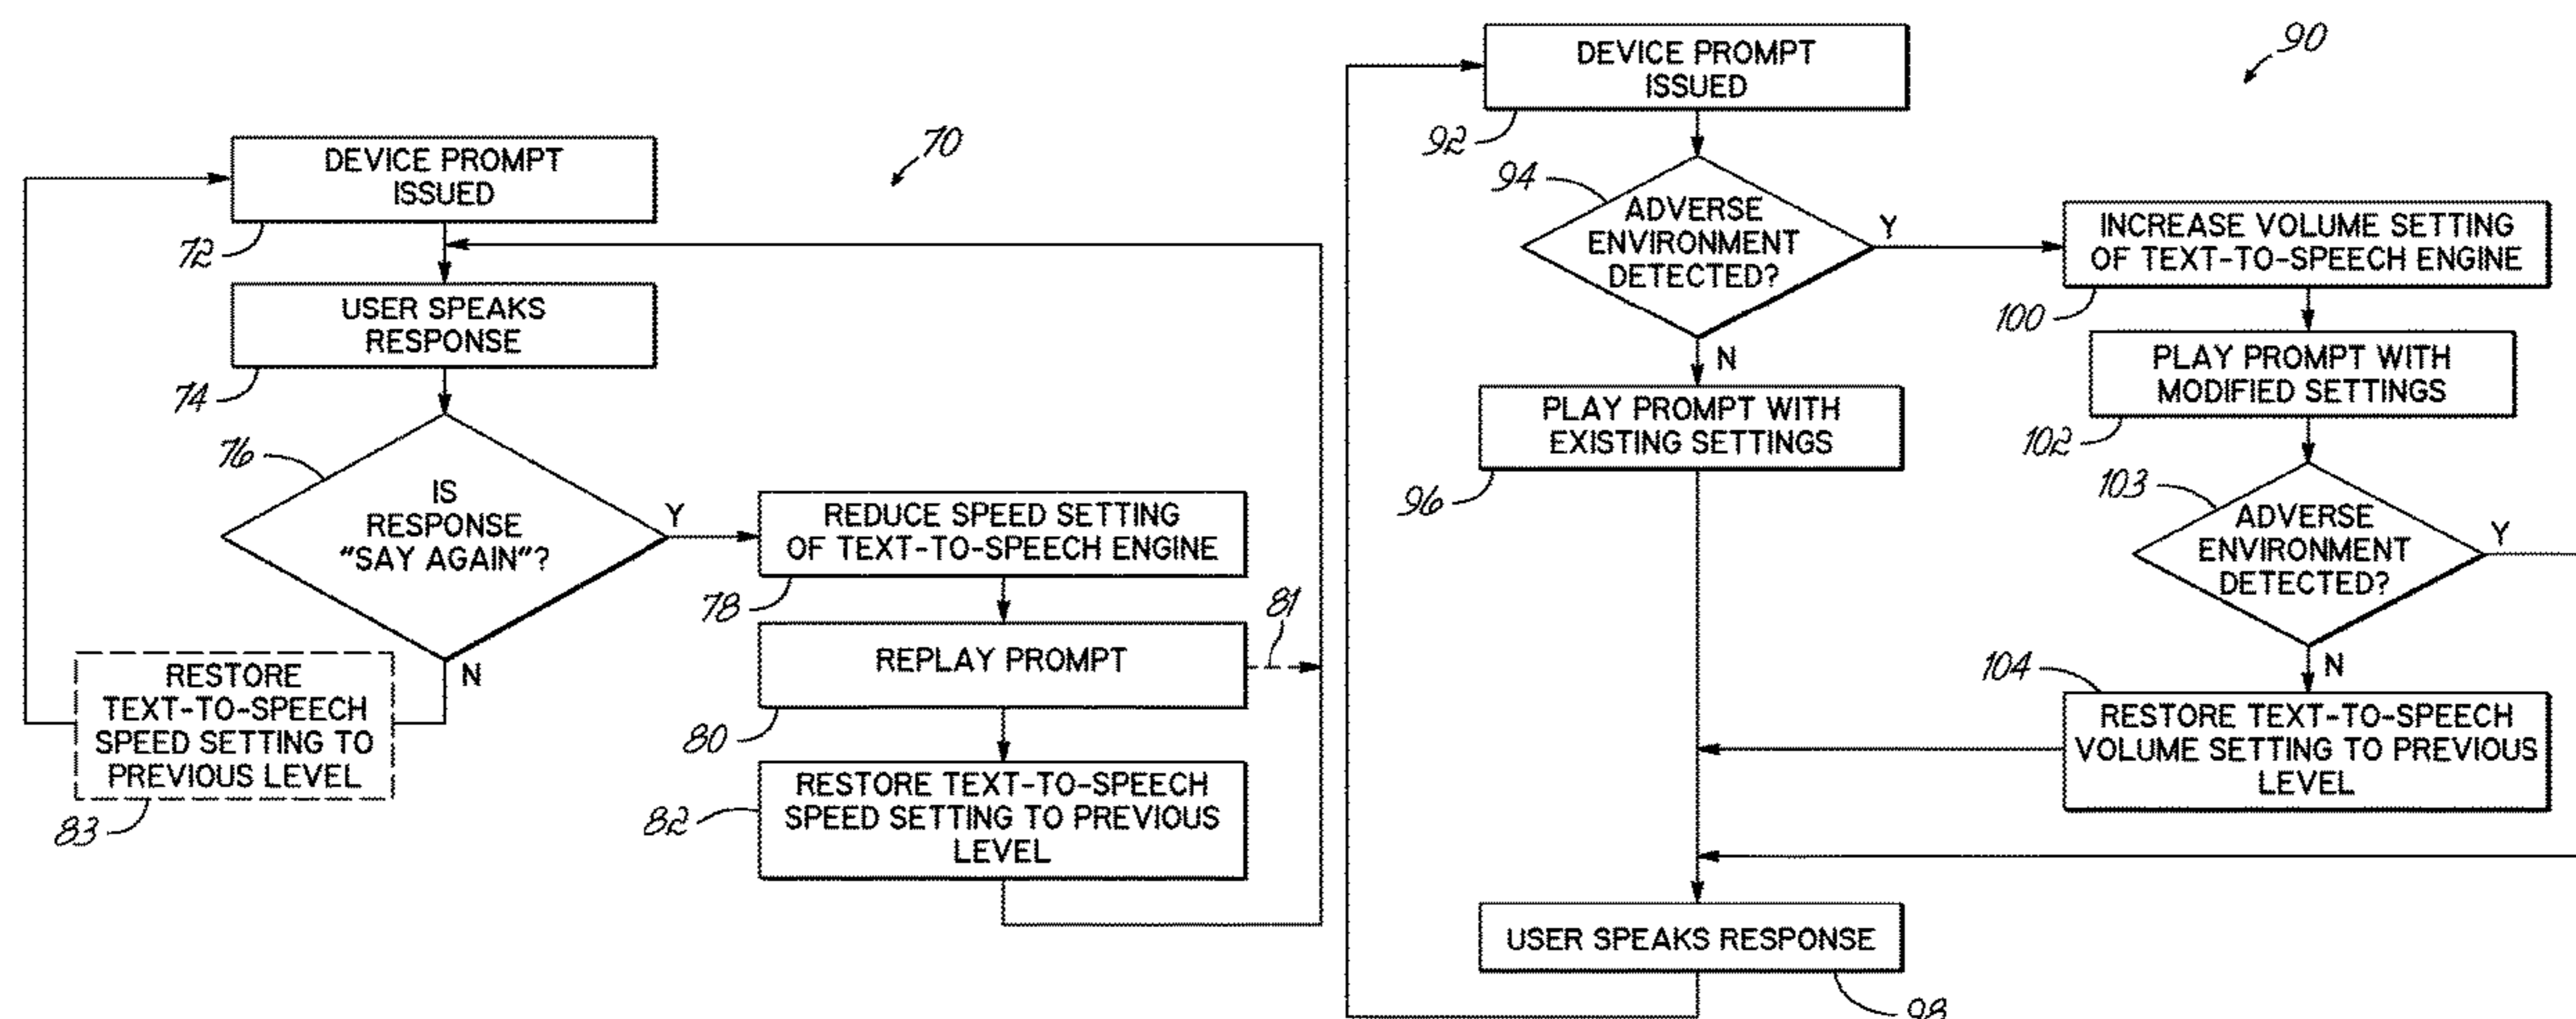 70
DEVICE PROMPT
ISSUED
72
USER SPEAKS
RESPONSE
74
76
IS
RESPONSE
"SAY AGAIN"?
Y
N
REDUCE SPEED SETTING
OF TEXT-TO-SPEECH ENGINE
78
REPLAY PROMPT
80
81
RESTORE TEXT-TO-SPEECH
SPEED SETTING TO PREVIOUS
LEVEL
82
RESTORE
TEXT-TO-SPEECH
SPEED SETTING TO
PREVIOUS LEVEL
83
90
DEVICE PROMPT
ISSUED
92
94
ADVERSE
ENVIRONMENT
DETECTED?
Y
N
PLAY PROMPT WITH
EXISTING SETTINGS
96
INCREASE VOLUME SETTING
OF TEXT-TO-SPEECH ENGINE
100
PLAY PROMPT WITH
MODIFIED SETTINGS
102
103
ADVERSE
ENVIRONMENT
DETECTED?
Y
N
104
RESTORE TEXT-TO-SPEECH
VOLUME SETTING TO PREVIOUS
LEVEL
USER SPEAKS RESPONSE
98